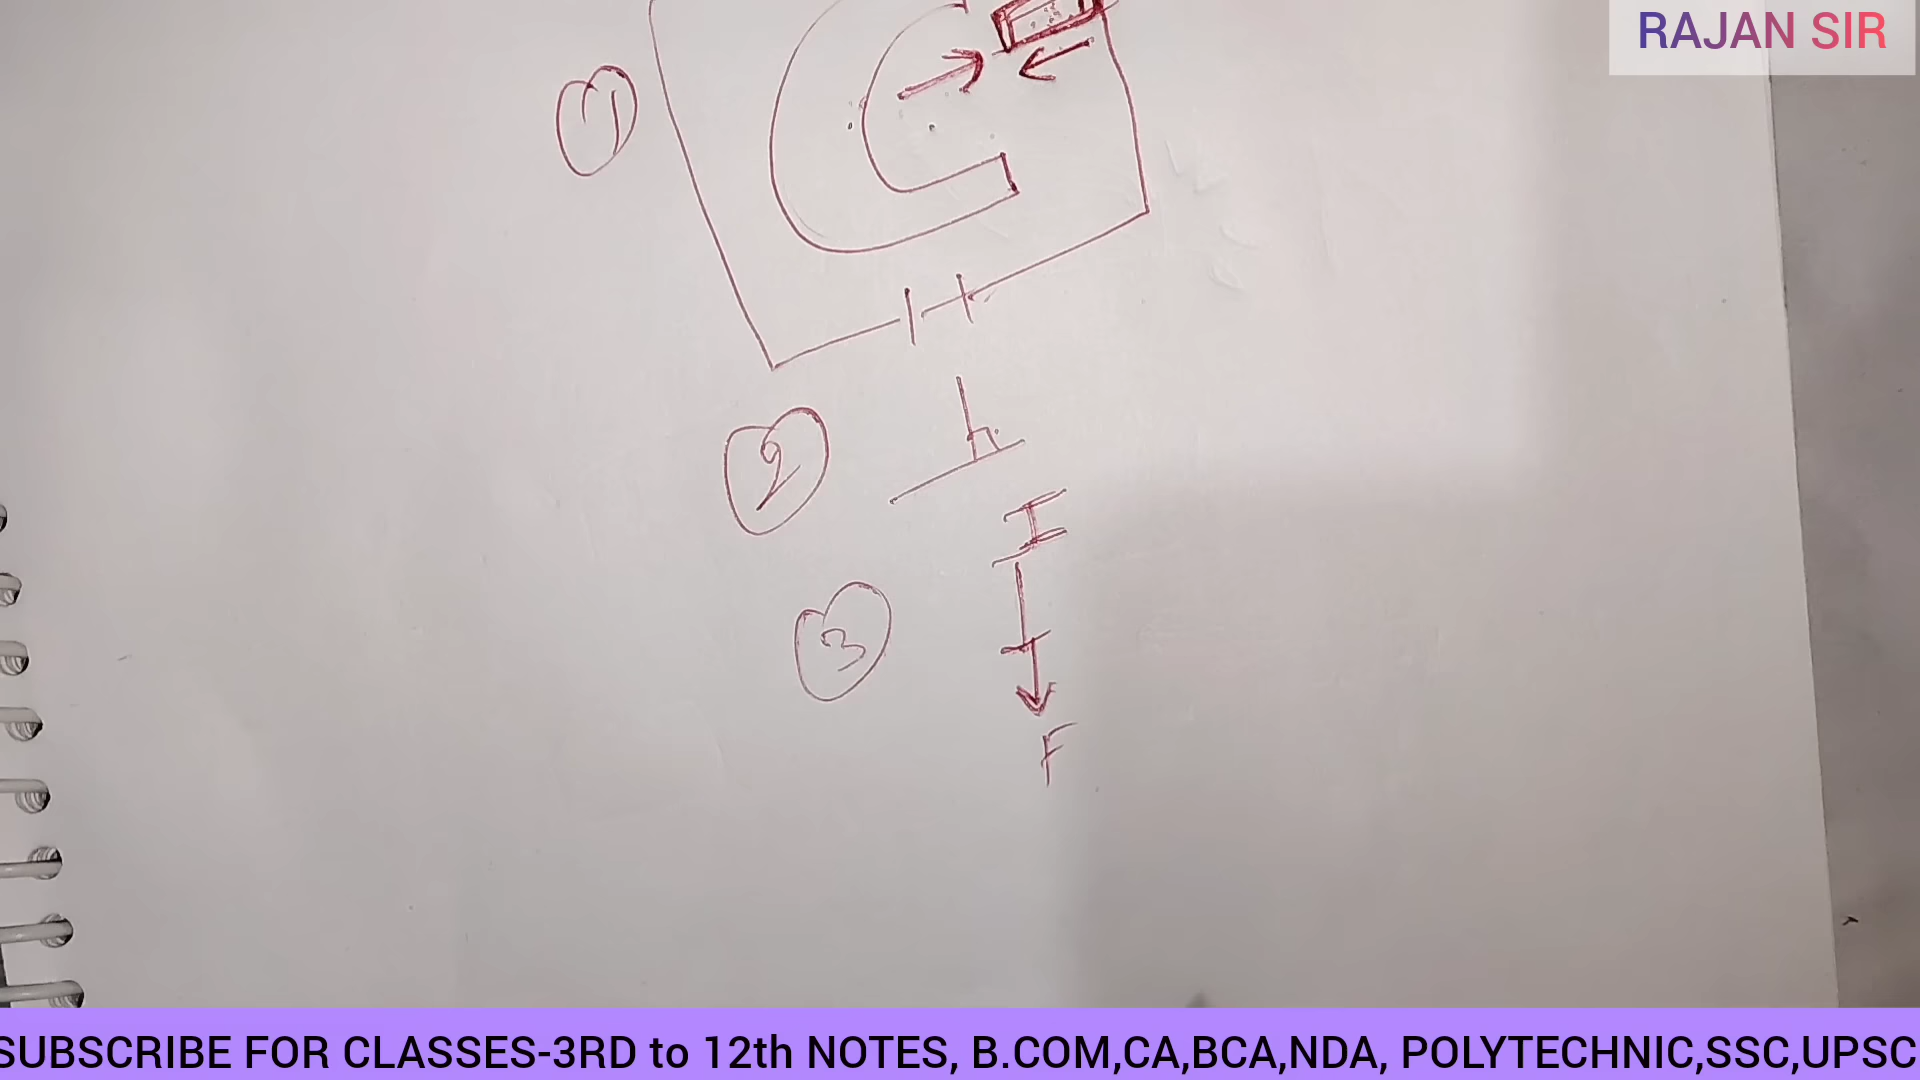 RAJAN SIR
1
2
I
3
F
SUBSCRIBE FOR CLASSES-3RD to 12th NOTES, B.COM,CA,BCA,NDA, POLYTECHNIC,SSC,UPSC